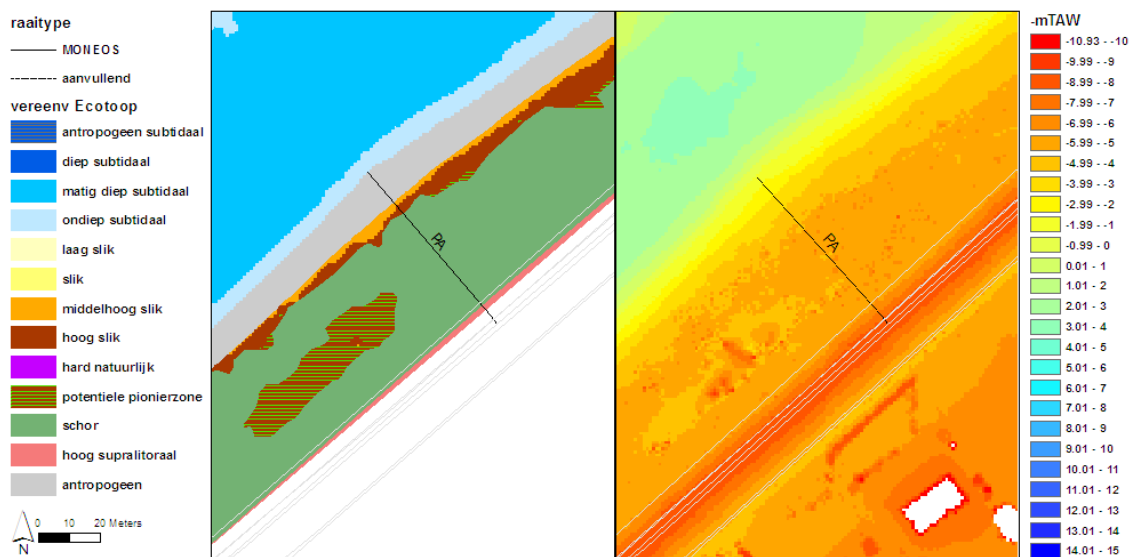 raaitype
MONEOS
aanvullend
vereenv Ecotoop
antropogeen subtidaal
diep subtidaal
matig diep subtidaal
ondiep subtidaal
laag slik
slik
middelhoog slik
hoog slik
hard natuurlijk
potentiele pionierzone
schor
hoog supralitoraal
antropogeen
0 10 20 Meters
N
PA
PA
-mTAW
-10.93 - -10
-9.99 - -9
-8.99 - -8
-7.99 - -7
-6.99 - -6
-5.99 - -5
-4.99 - -4
-3.99 - -3
-2.99 - -2
-1.99 - -1
-0.99 - 0
0.01 - 1
1.01 - 2
2.01 - 3
3.01 - 4
4.01 - 5
5.01 - 6
6.01 - 7
7.01 - 8
8.01 - 9
9.01 - 10
10.01 - 11
11.01 - 12
12.01 - 13
13.01 - 14
14.01 - 15